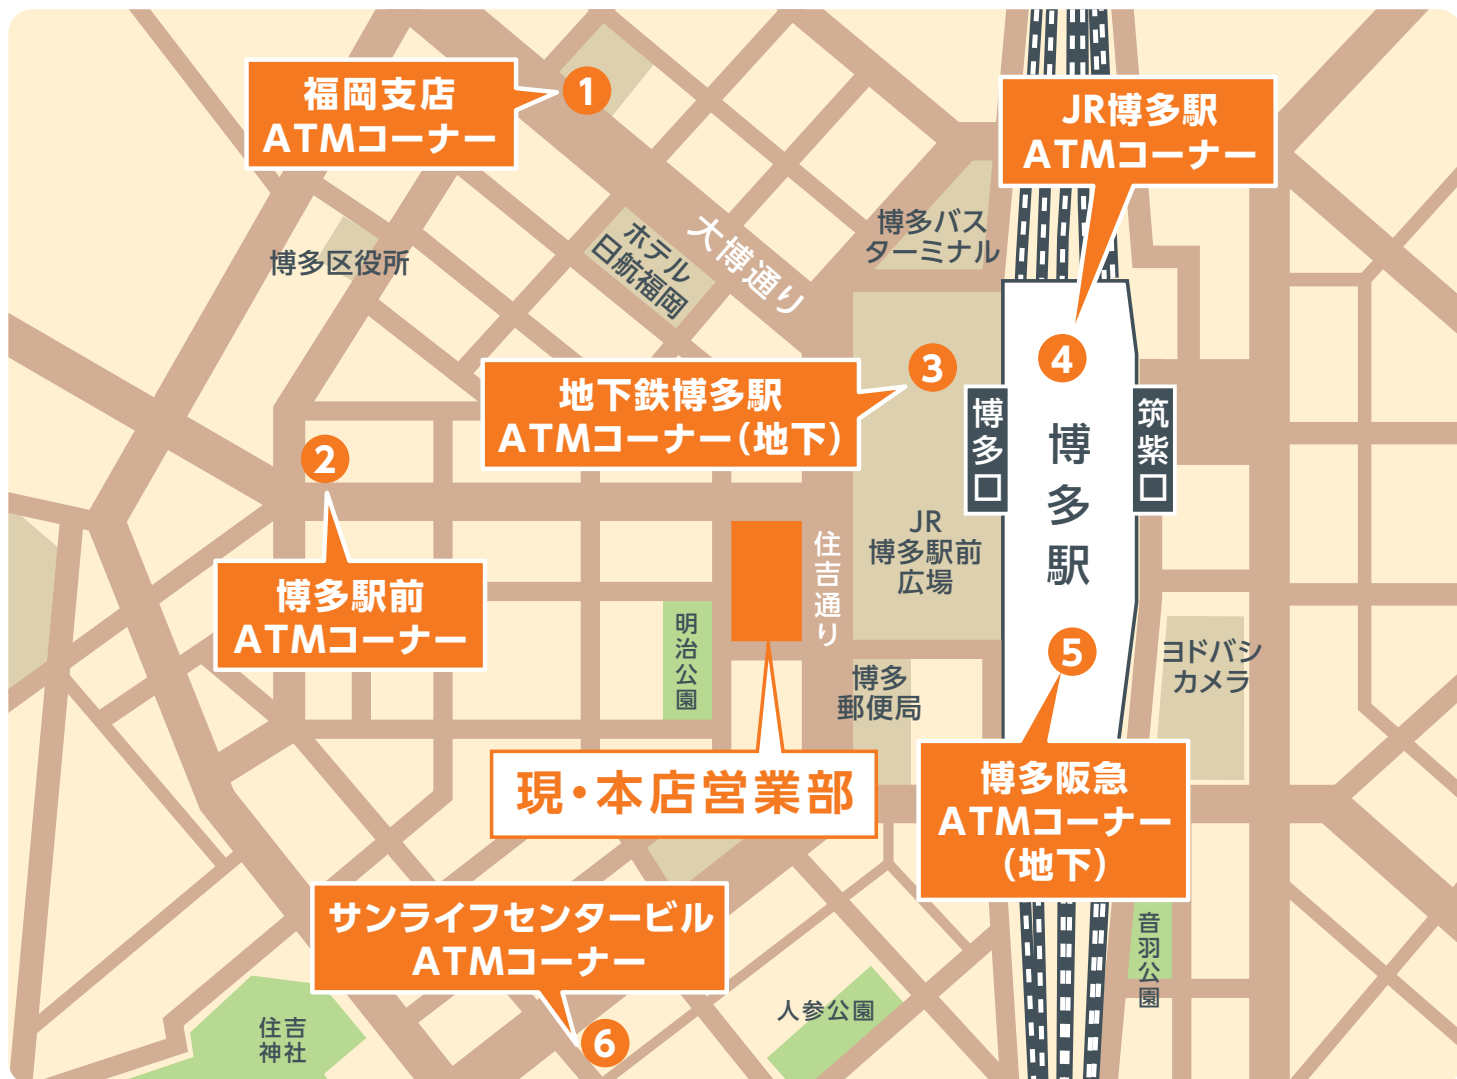 福岡支店
ATMコーナー
1
JR博多駅
ATMコーナー
博多バス
ターミナル
大博通り
ホテル
日航福岡
博多区役所
3
4
地下鉄博多駅
ATMコーナー(地下)
博多口
博多駅
筑紫口
2
JR
博多駅前
広場
住吉通り
博多駅前
ATMコーナー
明治公園
5
ヨドバシ
カメラ
博多
郵便局
現・本店営業部
博多阪急
ATMコーナー
(地下)
サンライフセンタービル
ATMコーナー
音羽公園
人参公園
住吉
神社
6